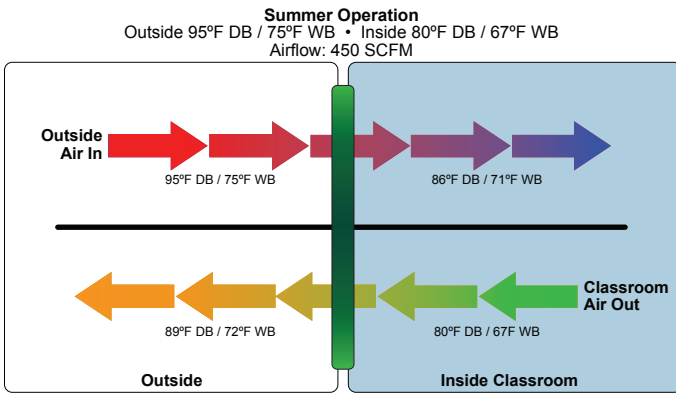 Summer Operation
Outside 95ºF DB / 75ºF WB • Inside 80ºF DB / 67ºF WB
Airflow: 450 SCFM
Outside
Air In
95ºF DB / 75ºF WB
86ºF DB / 71ºF WB
Classroom
Air Out
89ºF DB / 72ºF WB
80ºF DB / 67F WB
Outside
Inside Classroom